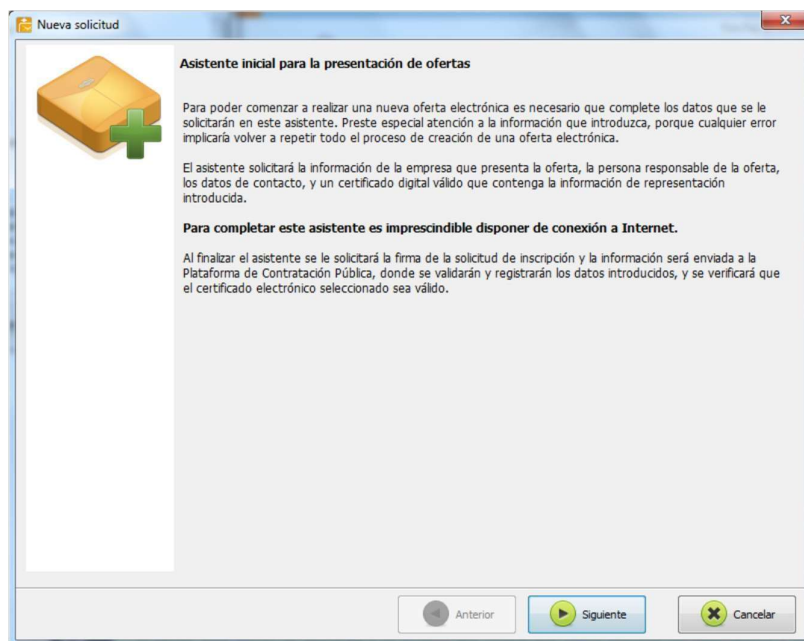 Nueva solicitud
Asistente inicial para la presentación de ofertas
Para poder comenzar a realizar una nueva oferta electrónica es necesario que complete los datos que se le
solicitarán en este asistente. Preste especial atención a la información que introduzca, porque cualquier error
implicaría volver a repetir todo el proceso de creación de una oferta electrónica.
El asistente solicitará la información de la empresa que presenta la oferta, la persona responsable de la oferta,
los datos de contacto, y un certificado digital válido que contenga la información de representación
introducida.
Para completar este asistente es imprescindible disponer de conexión a Internet.
Al finalizar el asistente se le solicitará la firma de la solicitud de inscripción y la información será enviada a la
Plataforma de Contratación Pública, donde se validarán y registrarán los datos introducidos, y se verificará que
el certificado electrónico seleccionado sea válido.
Anterior
Siguiente
Cancelar